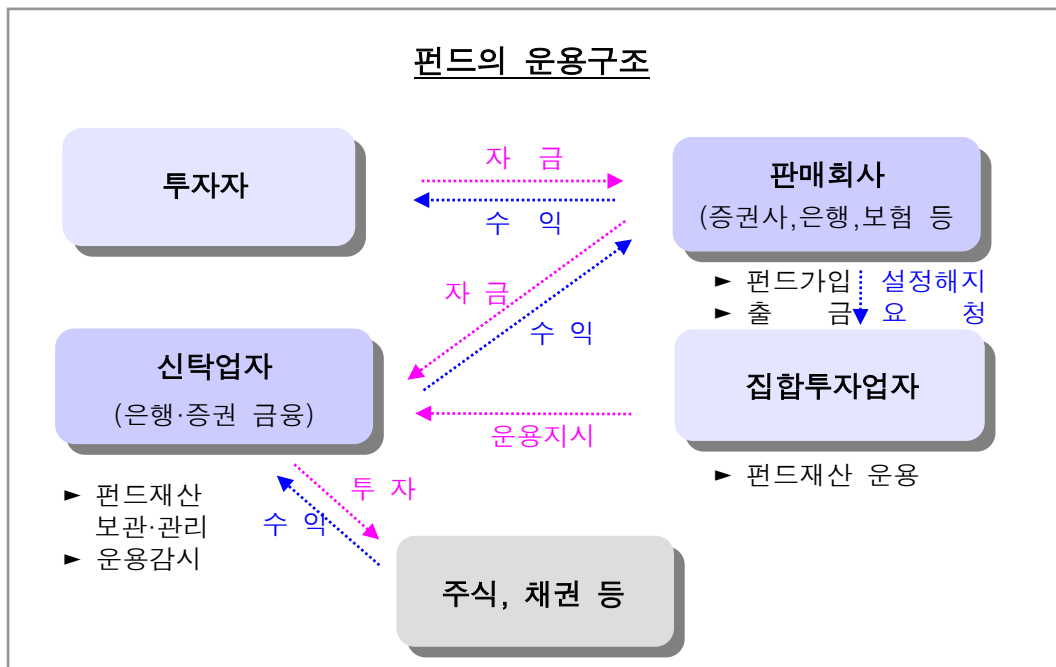 펀드의 운용구조
투자자
자 금
수 익
판매회사
(증권사,은행,보험 등
► 펀드가입
► 출 금
설정해지
요 청
자 금
수 익
신탁업자
(은행·증권 금융)
집합투자업자
운용지시
► 펀드재산 운용
► 펀드재산
보관·관리
► 운용감시
투 자
수 익
주식, 채권 등